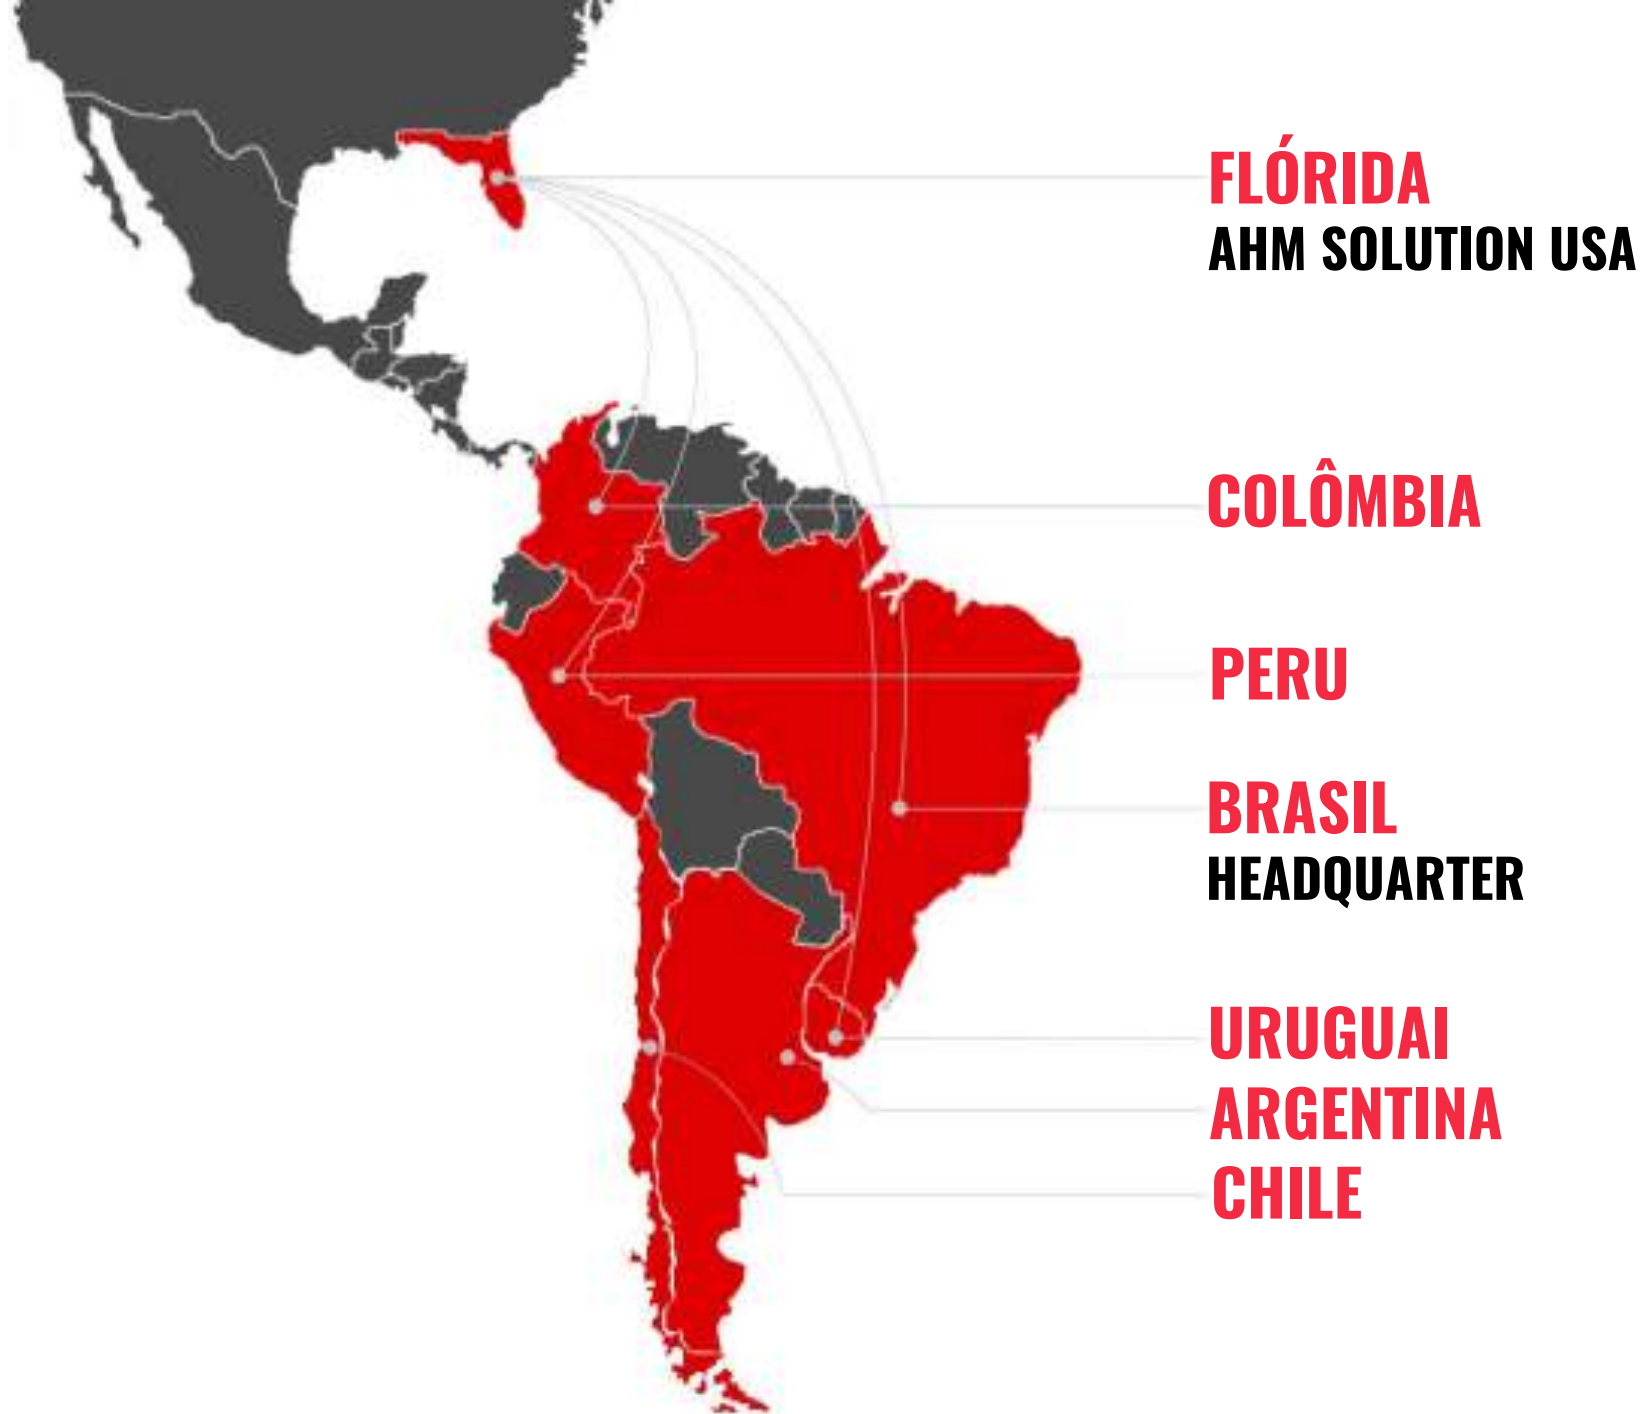 FLÓRIDA
AHM SOLUTION USA
COLÔMBIA
PERU
BRASIL
HEADQUARTER
URUGUAI
ARGENTINA
CHILE